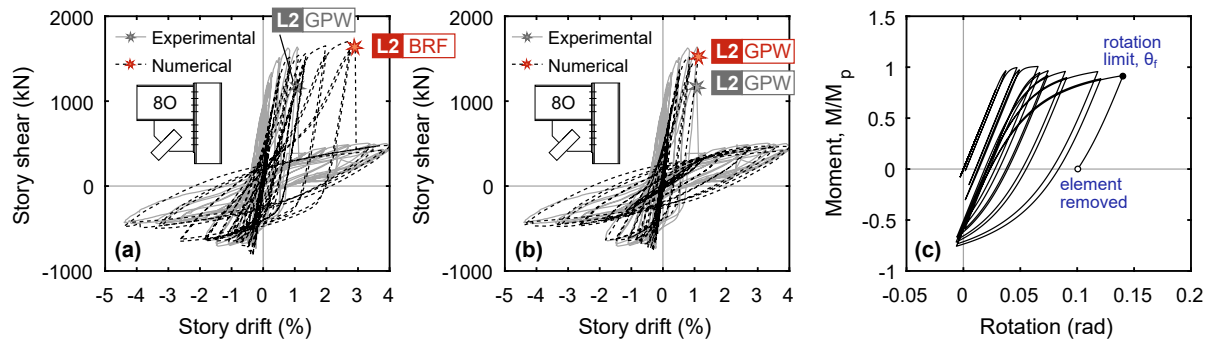 2000
1000
0
-1000
Story shear (kN)
-5 -4 -3 -2 -1 0 1 2 3 4
Story drift (%)
L2 GPW
L2 BRF
Experimental
Numerical
8O
(a)
2000
1000
0
-1000
Story shear (kN)
-5 -4 -3 -2 -1 0 1 2 3 4
Story drift (%)
Experimental
Numerical
L2 GPW
L2 GPW
8O
(b)
1.5
1
0.5
0
-0.5
-1
Moment, M/Mp
-0.05 0 0.05 0.1 0.15 0.2
Rotation (rad)
rotation
limit, θf
element
removed
(c)